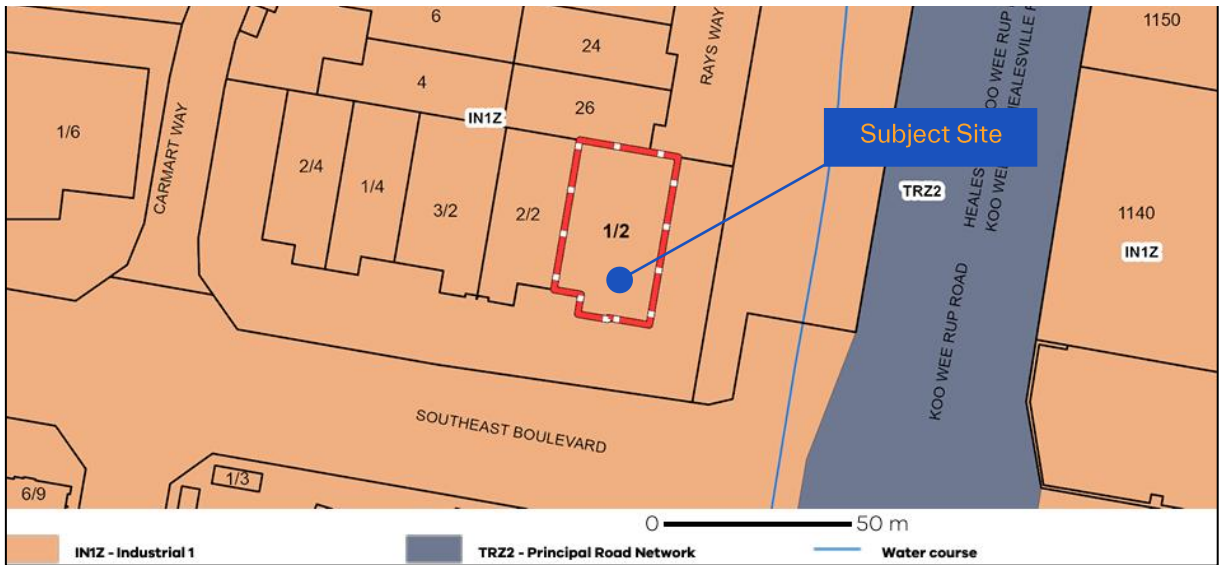 6
24
1150
4
RAYS WAY
IN1Z
26
Subject Site
1/6
CARMART WAY
2/4
1/4
3/2
2/2
1/2
TRZ2
1140
IN1Z
KOO WEE RUP ROAD
SOUTHEAST BOULEVARD
1/3
6/9
0
50 m
IN1Z - Industrial 1
TRZ2 - Principal Road Network
Water course